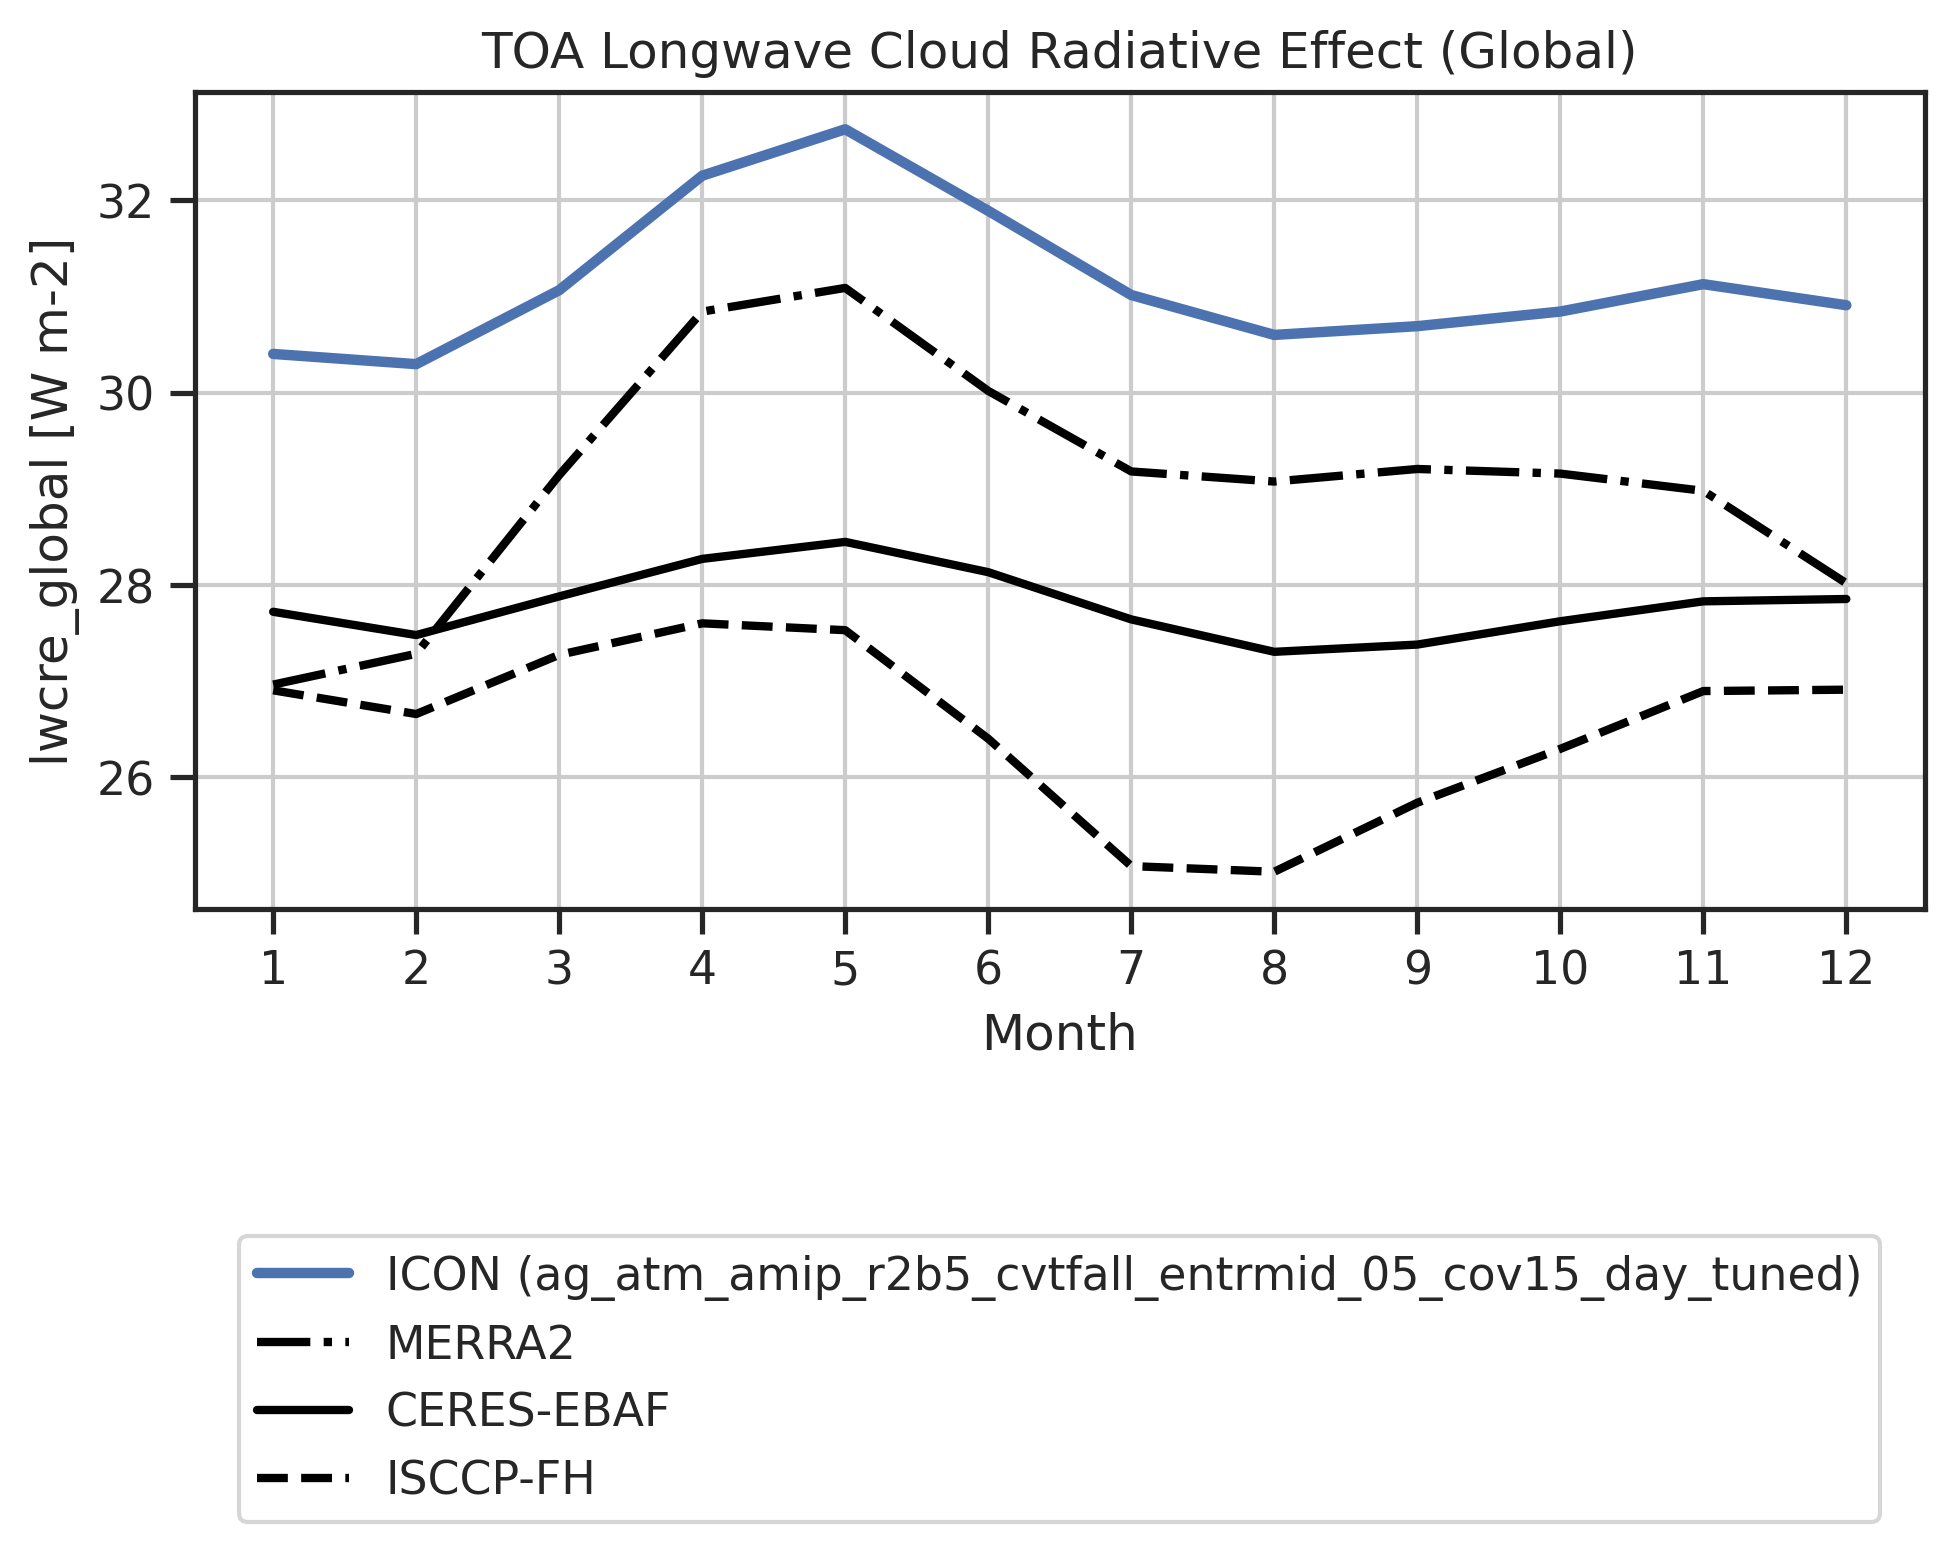 TOA Longwave Cloud Radiative Effect (Global)
lwcre_global [W m-2]
32
30
28
26
1 2 3 4 5 6 7 8 9 10 11 12
Month
ICON (ag_atm_amip_r2b5_cvtfall_entrmid_05_cov15_day_tuned)
MERRA2
CERES-EBAF
ISCCP-FH